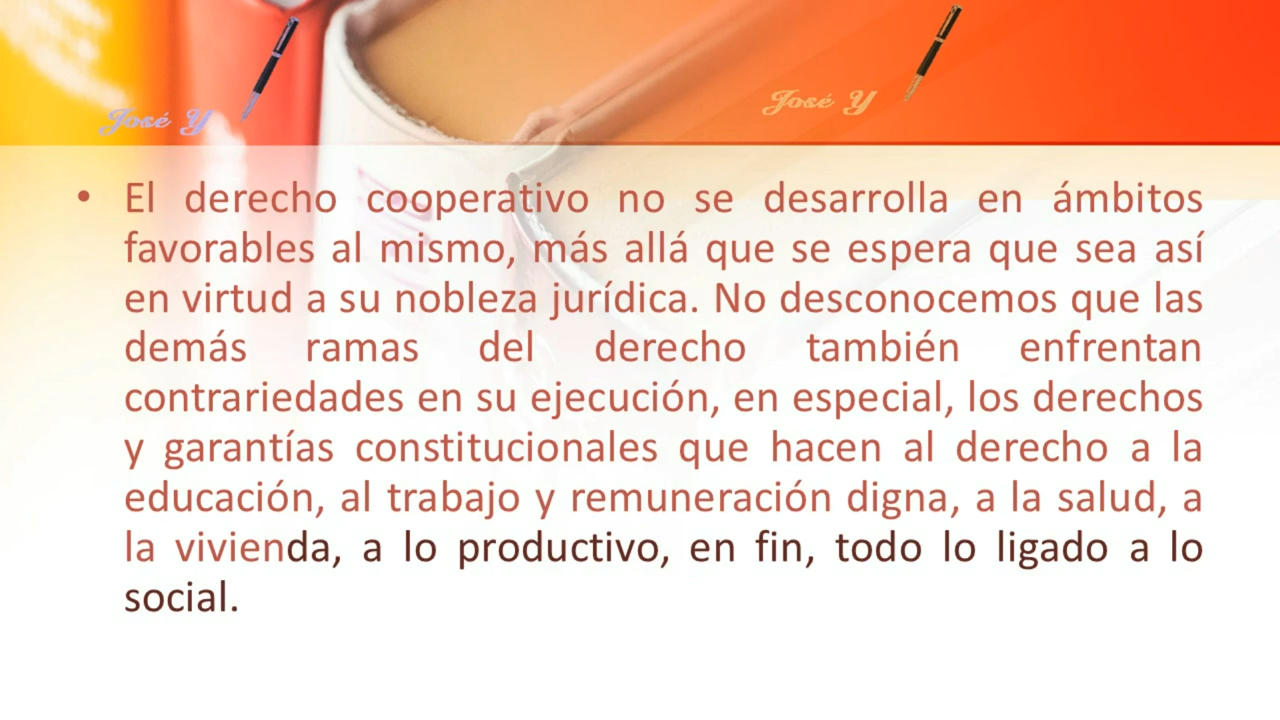 José Y
José Y
• El derecho cooperativo no se desarrolla en ámbitos
favorables al mismo, más allá que se espera que sea así
en virtud a su nobleza jurídica. No desconocemos que las
demás ramas del derecho también enfrentan
contrariedades en su ejecución, en especial, los derechos
y garantías constitucionales que hacen al derecho a la
educación, al trabajo y remuneración digna, a la salud, a
la vivienda, a lo productivo, en fin, todo lo ligado a lo
social.